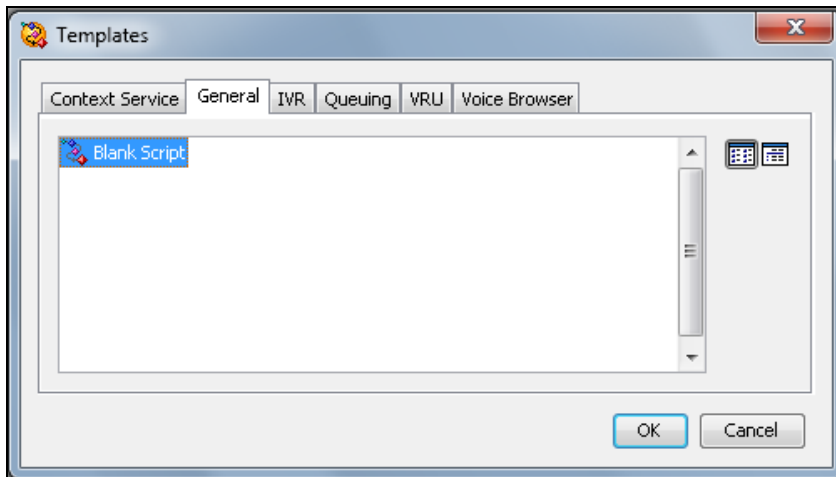 Templates
Context Service General IVR Queuing VRU Voice Browser
Blank Script
OK Cancel